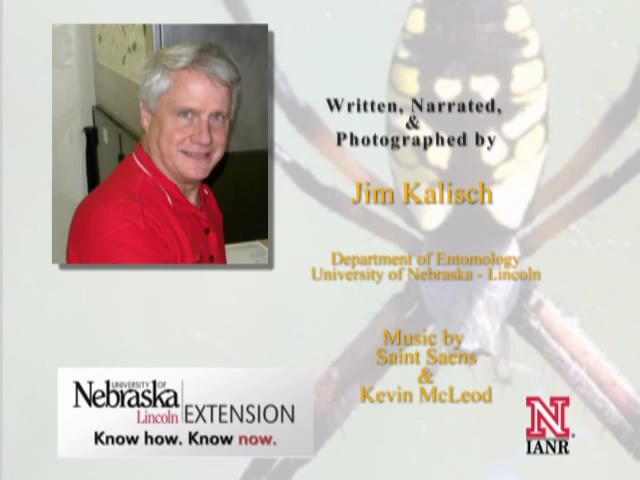 Written, Narrated,
&
Photographed by
Jim Kalisch
Department of Entomology
University of Nebraska - Lincoln
Music by
Saint Saens
&
Kevin McLeod
UNIVERSITY OF
Nebraska
Lincoln
EXTENSION
Know how. Know now.
N
IANR